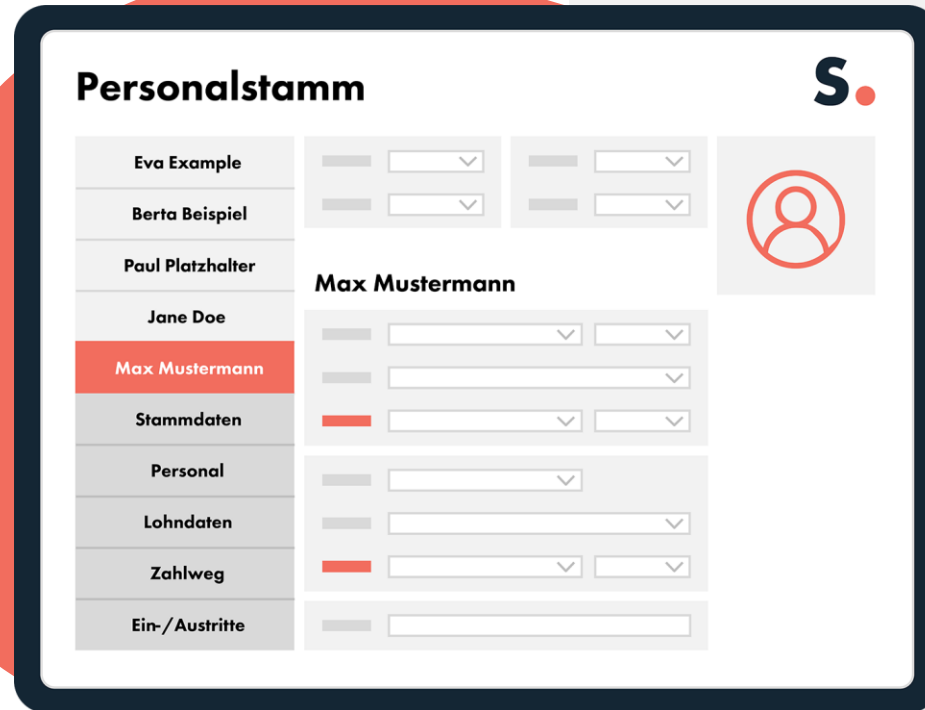 Personalstamm
S.
Eva Example
Berta Beispiel
Paul Platzhalter
Jane Doe
Max Mustermann
Stammdaten
Personal
Lohndaten
Zahlweg
Ein-/Austritte
Max Mustermann